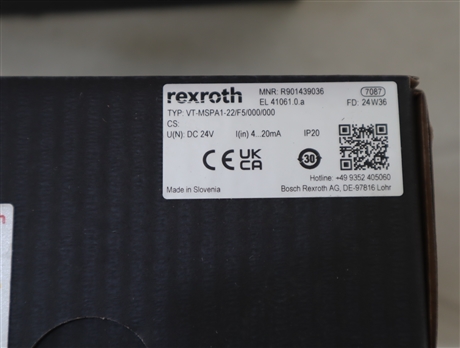 rexroth
MNR: R901439036
7087
EL 41061.0.a
FD: 24W36
TYP: VT-MSPA1-22/F5/000/000
CS:
U(N): DC 24V
I(in) 4...20mA
IP20
CE
UK
CA
30
Hotline: +49 9352 405060
Made in Slovenia
Bosch Rexroth AG, DE-97816 Lohr